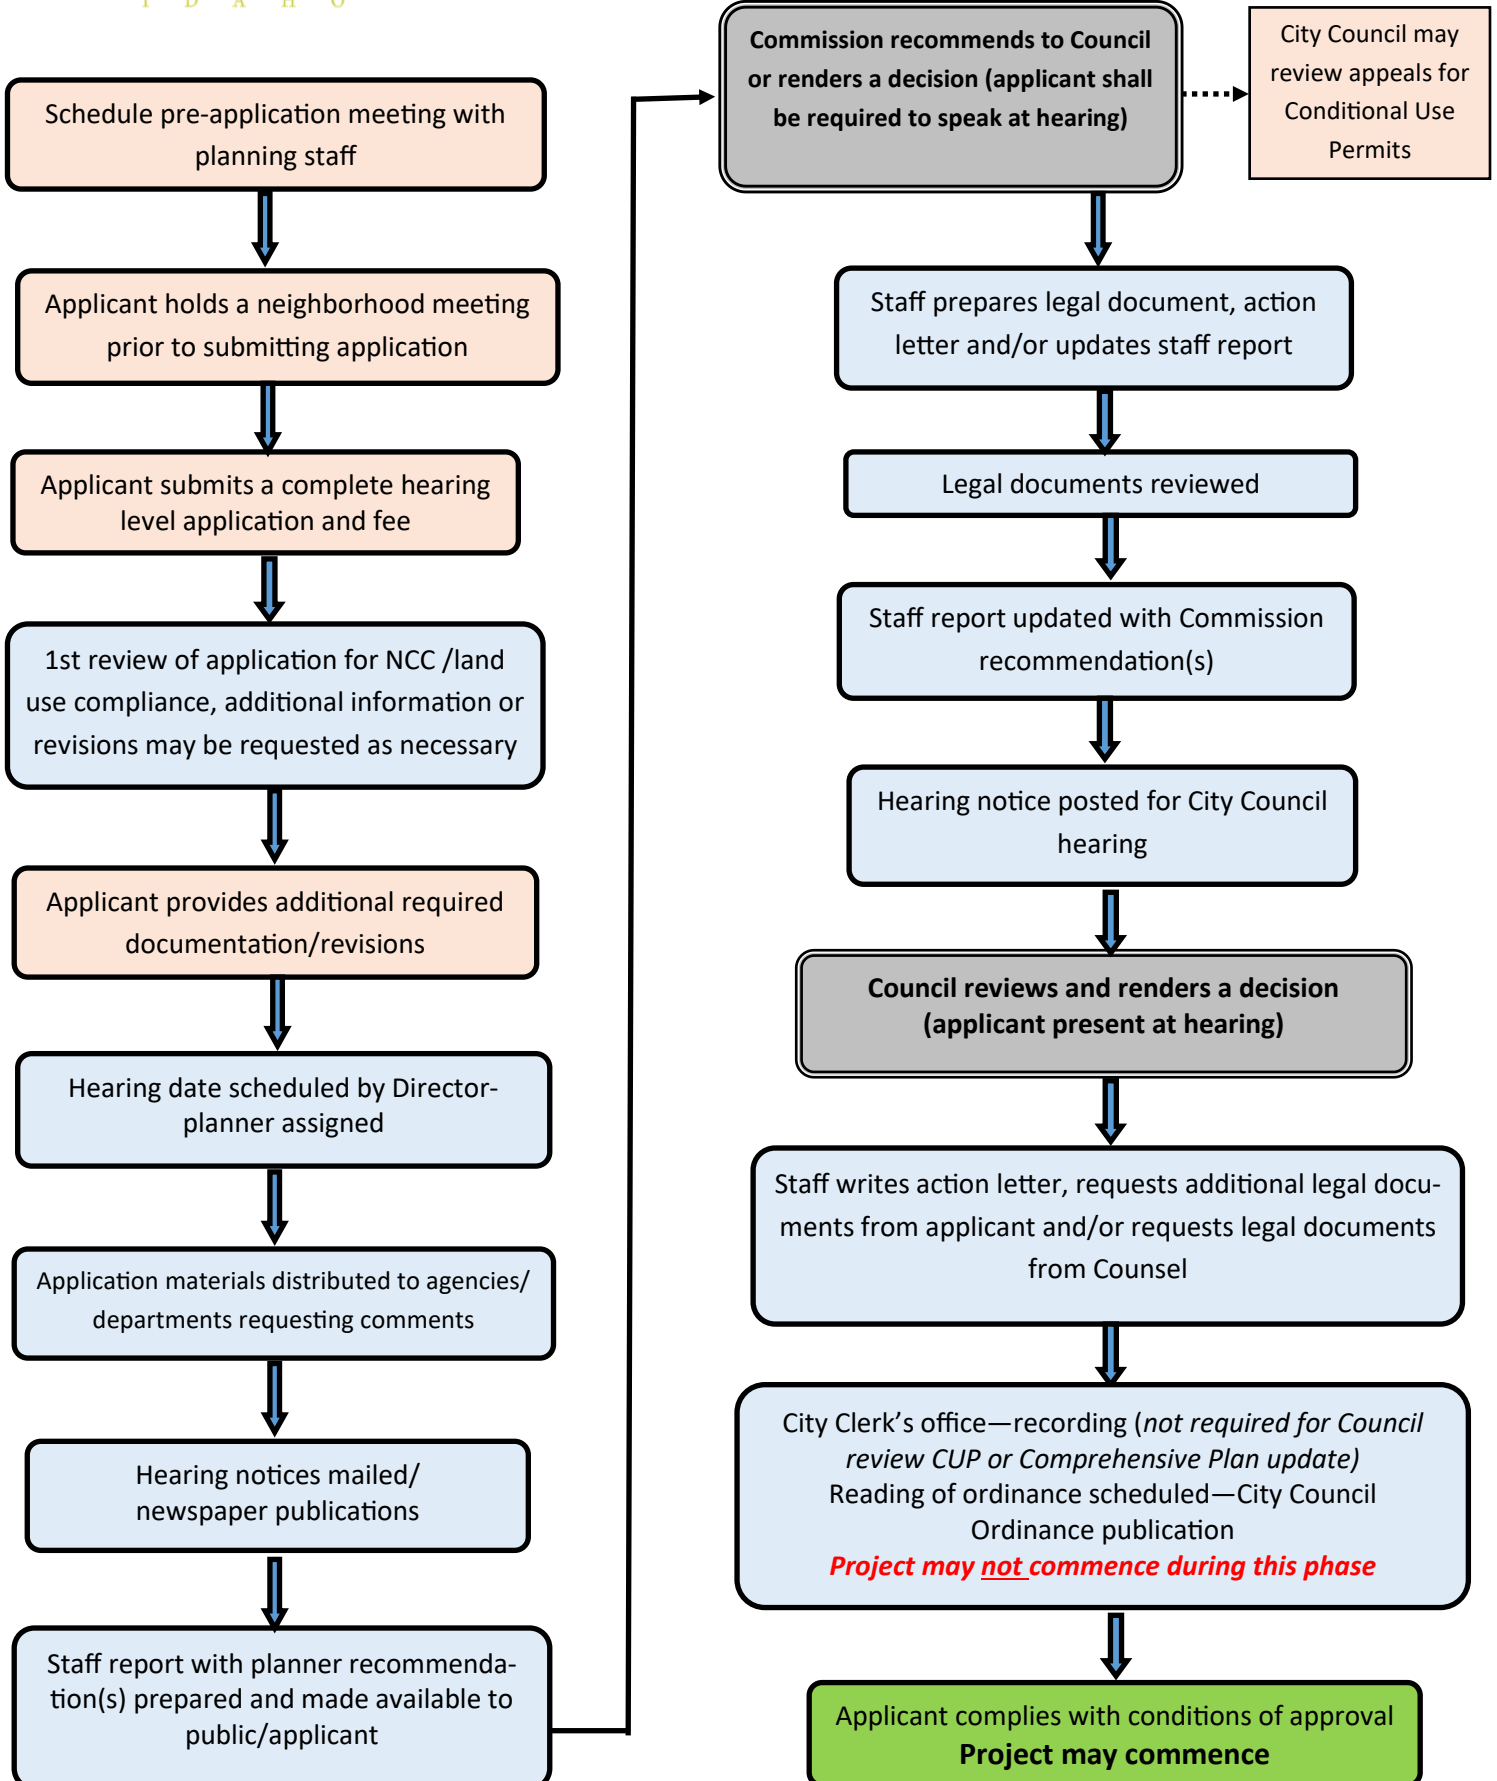 I D A H O
Schedule pre-application meeting with
planning staff
Applicant holds a neighborhood meeting
prior to submitting application
Applicant submits a complete hearing
level application and fee
1st review of application for NCC /land
use compliance, additional information or
revisions may be requested as necessary
Applicant provides additional required
documentation/revisions
Hearing date scheduled by Director-
planner assigned
Application materials distributed to agencies/
departments requesting comments
Hearing notices mailed/
newspaper publications
Staff report with planner recommenda-
tion(s) prepared and made available to
public/applicant
Commission recommends to Council
or renders a decision (applicant shall
be required to speak at hearing)
City Council may
review appeals for
Conditional Use
Permits
Staff prepares legal document, action
letter and/or updates staff report
Legal documents reviewed
Staff report updated with Commission
recommendation(s)
Hearing notice posted for City Council
hearing
Council reviews and renders a decision
(applicant present at hearing)
Staff writes action letter, requests additional legal docu-
ments from applicant and/or requests legal documents
from Counsel
City Clerk’s office—recording (not required for Council
review CUP or Comprehensive Plan update)
Reading of ordinance scheduled—City Council
Ordinance publication
Project may not commence during this phase
Applicant complies with conditions of approval
Project may commence